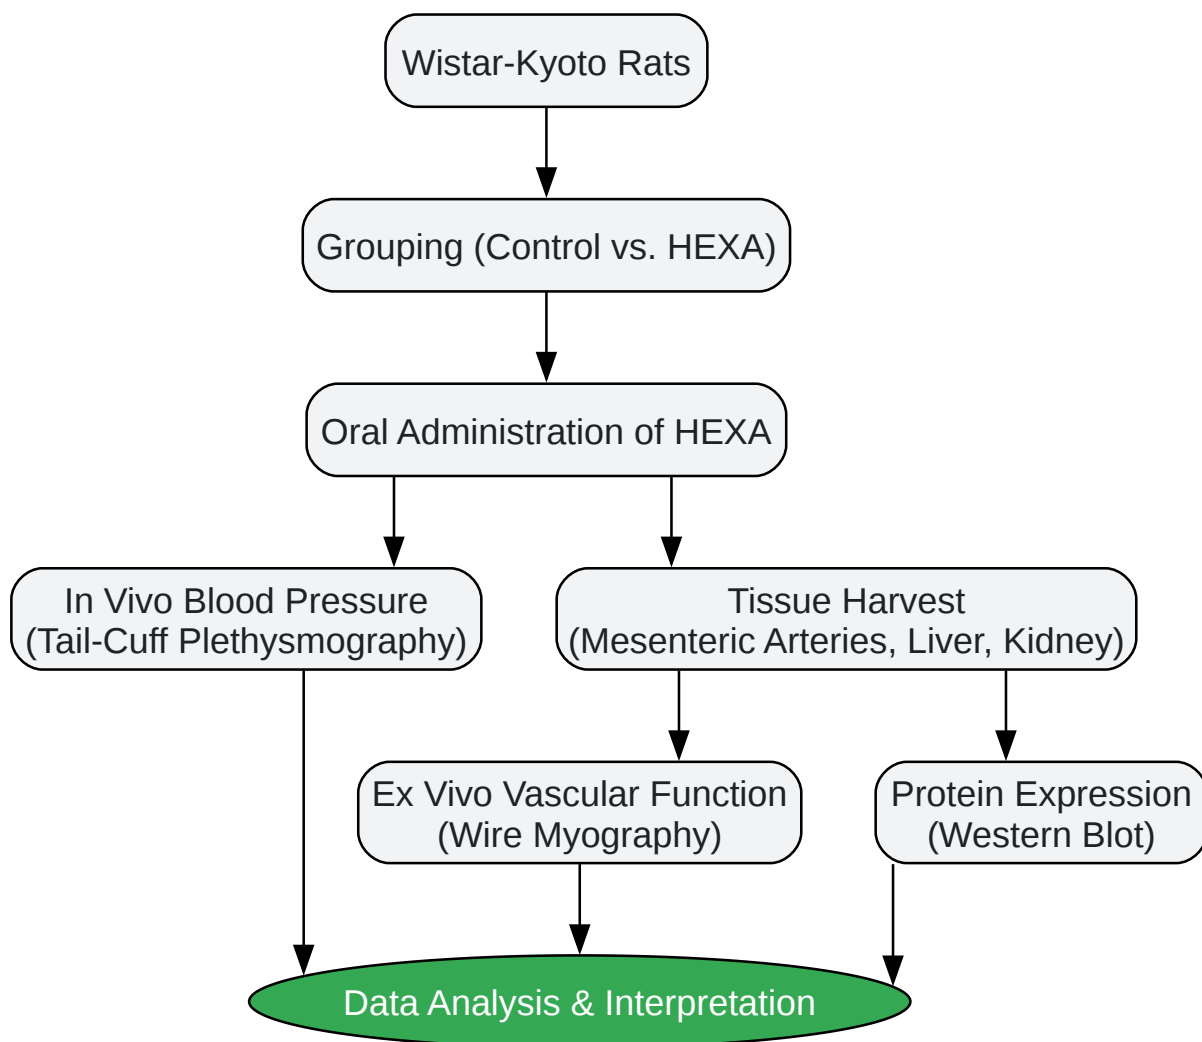 Wistar-Kyoto Rats
Grouping (Control vs. HEXA)
Oral Administration of HEXA
In Vivo Blood Pressure
(Tail-Cuff Plethysmography)
Tissue Harvest
(Mesenteric Arteries, Liver, Kidney)
Ex Vivo Vascular Function
(Wire Myography)
Protein Expression
(Western Blot)
Data Analysis & Interpretation